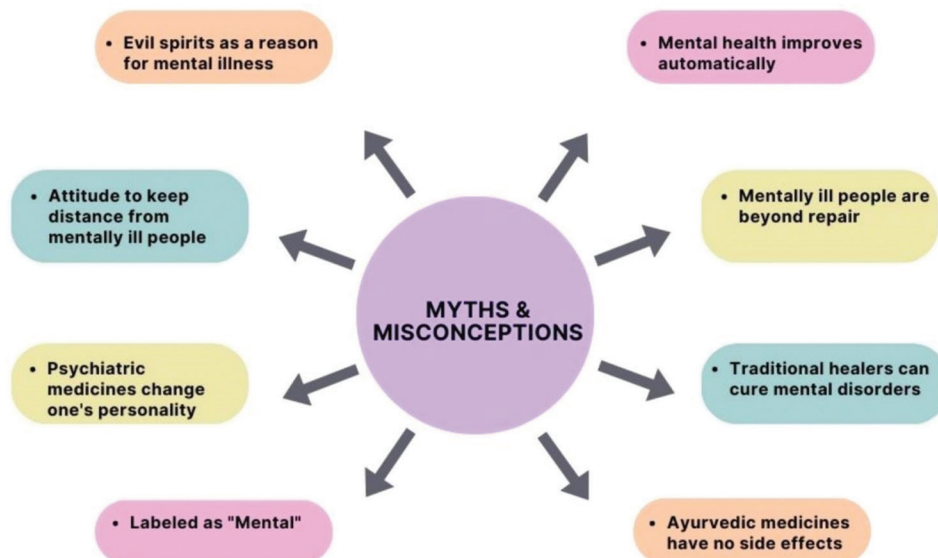 • Evil spirits as a reason
for mental illness
• Mental health improves
automatically
• Attitude to keep
distance from
mentally ill people
• Mentally ill people are
beyond repair
MYTHS &
MISCONCEPTIONS
• Psychiatric
medicines change
one's personality
• Traditional healers can
cure mental disorders
• Labeled as "Mental"
• Ayurvedic medicines
have no side effects